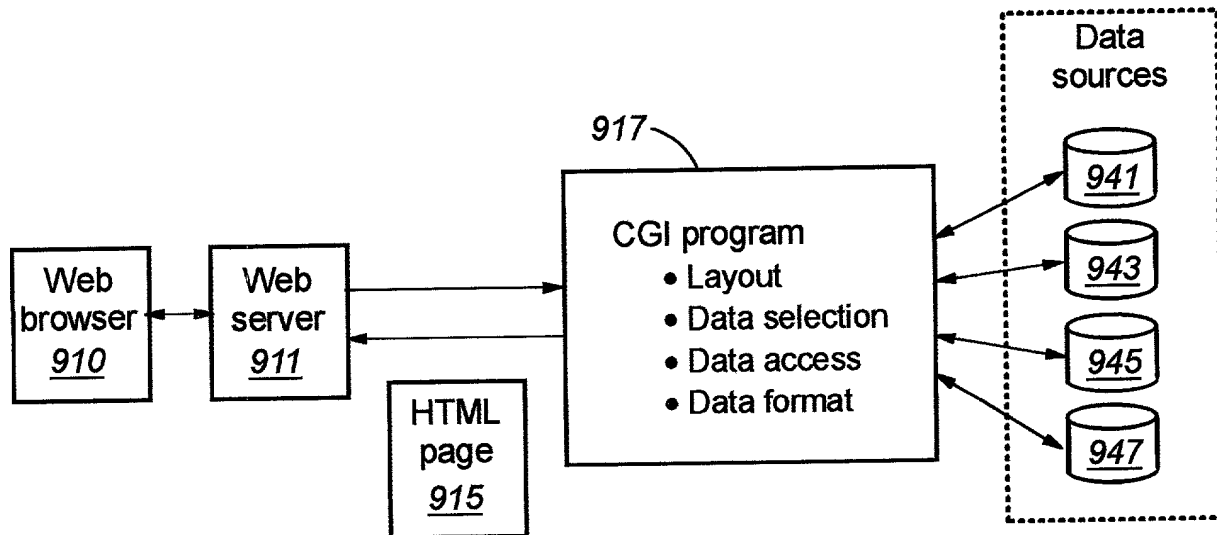 Data
sources
917
941
CGI program
• Layout
• Data selection
• Data access
• Data format
943
945
947
Web
browser
910
Web
server
911
HTML
page
915